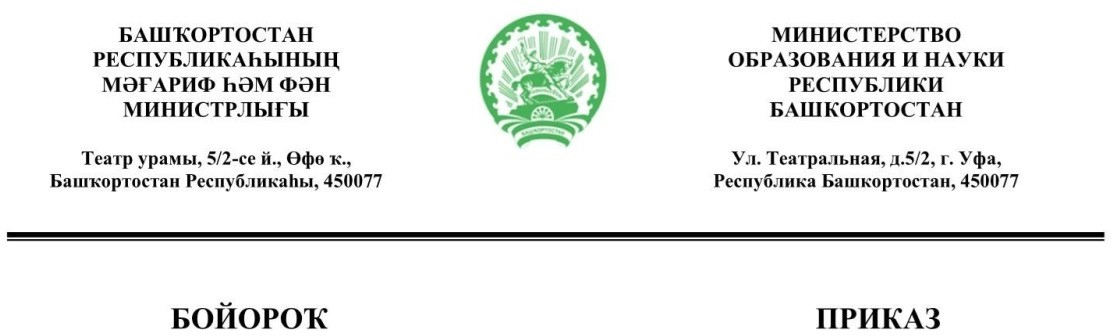 БАШҠОРТОСТАН
РЕСПУБЛИКАҺЫНЫҢ
МӘҒАРИФ ҺӘМ ФӘН
МИНИСТРЛЫҒЫ
Театр урамы, 5/2-се й., Өфө ҡ.,
Башҡортостан Республикаһы, 450077
БАШҠОРТОСТАН
МИНИСТЕРСТВО
ОБРАЗОВАНИЯ И НАУКИ
РЕСПУБЛИКИ
БАШКОРТОСТАН
Ул. Театральная, д.5/2, г. Уфа,
Республика Башкортостан, 450077
БОЙОРОҠ
ПРИКАЗ